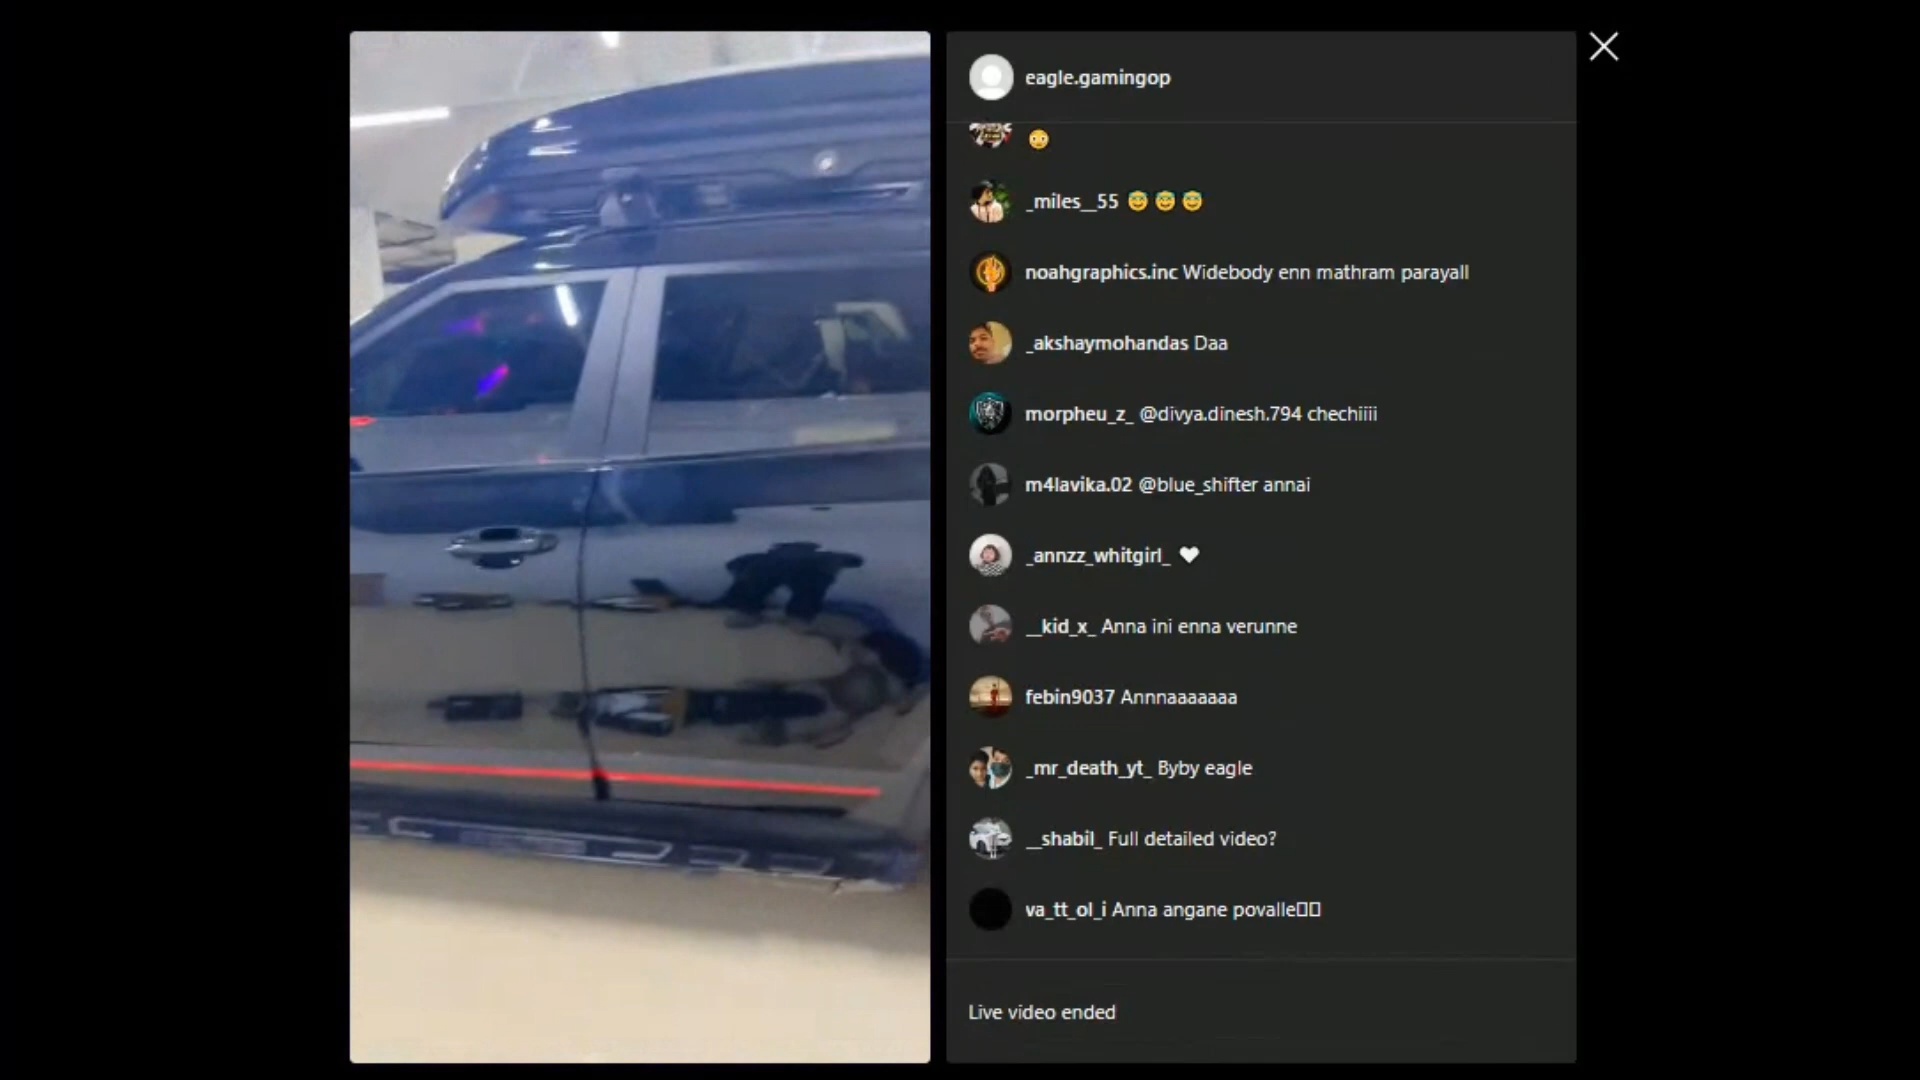 eagle.gamingop
😳
_miles__55 😇😇😇
noahgraphics.inc Widebody enn mathram parayall
_akshaymohandas Daa
morpheu_z_ @divya.dinesh.794 chechiiii
m4lavika.02 @blue_shifter annai
_annzz_whitgirl_ 🤍
__kid_x_ Anna ini enna verunne
febin9037 Annnaaaaaaa
_mr_death_yt_ Byby eagle
__shabil_ Full detailed video?
va_tt_ol_i Anna angane povalle▯▯
Live video ended